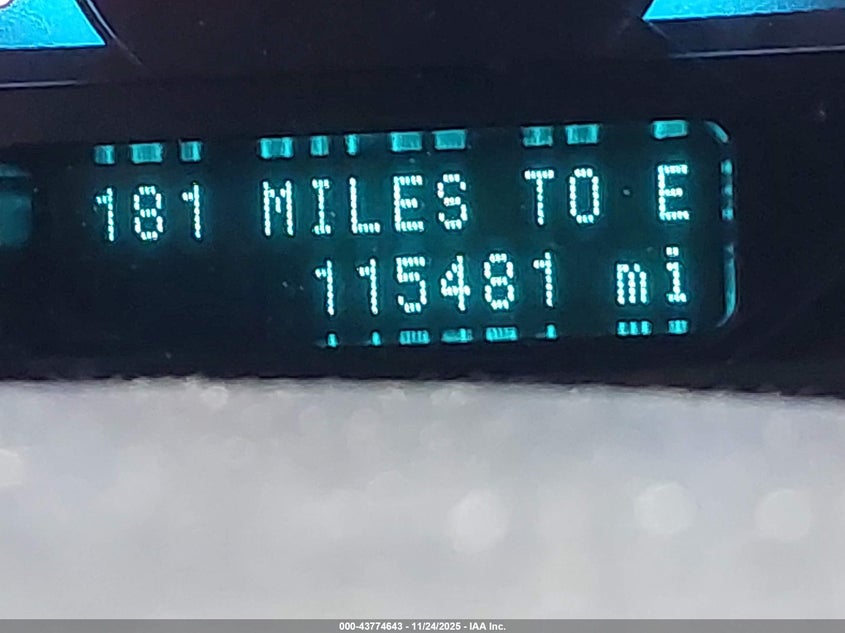 181 MILES TO E
115481 mi
000-43774643 - 11/24/2025 - IAA Inc.